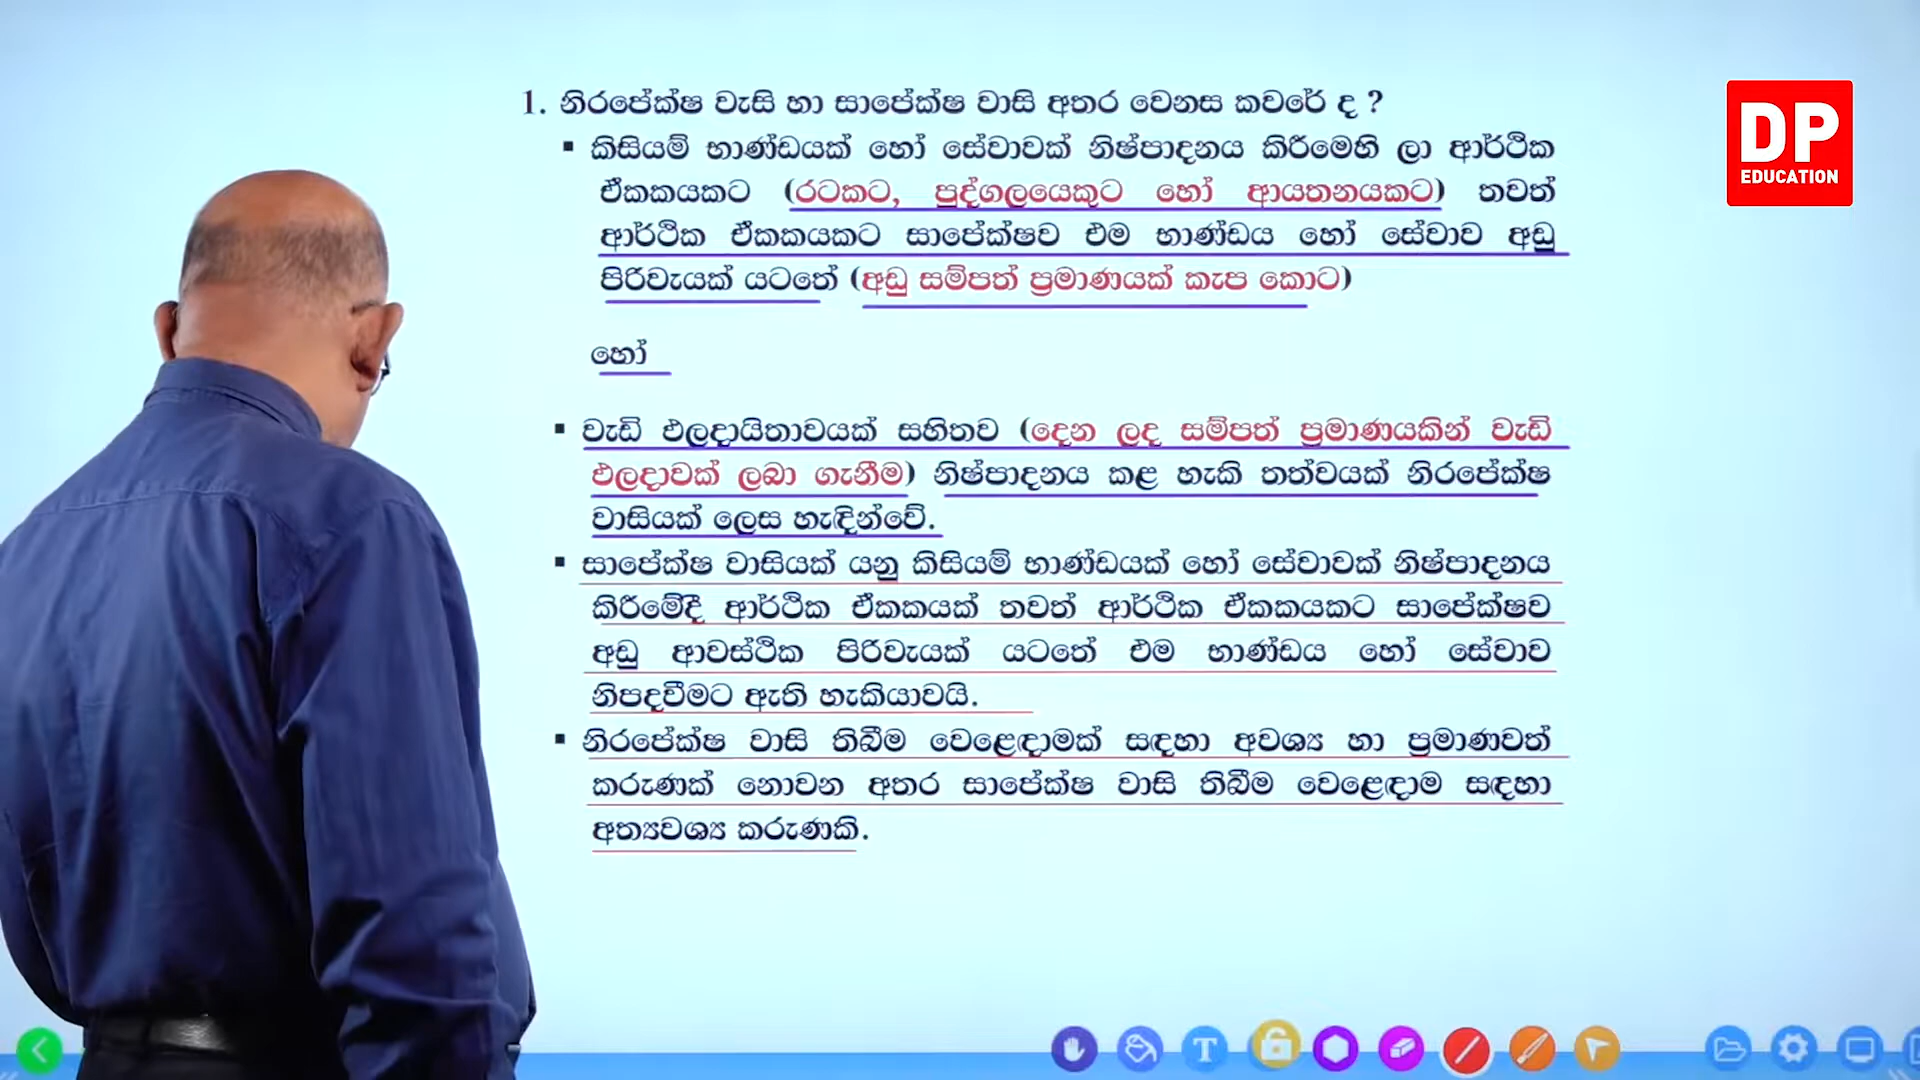 1. නිරපේක්ෂ වැසි හා සාපේක්ෂ වාසි අතර වෙනස කවරේ ද ?
▪ කිසියම් භාණ්ඩයක් හෝ සේවාවක් නිෂ්පාදනය කිරීමෙහි ලා ආර්ථික
ඒකකයකට (රටකට, පුද්ගලයෙකුට හෝ ආයතනයකට) තවත්
ආර්ථික ඒකකයකට සාපේක්ෂව එම භාණ්ඩය හෝ සේවාව අඩු
පිරිවැයක් යටතේ (අඩු සම්පත් ප්‍රමාණයක් කැප කොට)
හෝ
▪ වැඩි ඵලදායිතාවයක් සහිතව (දෙන ලද සම්පත් ප්‍රමාණයකින් වැඩි
ඵලදාවක් ලබා ගැනීම) නිෂ්පාදනය කළ හැකි තත්වයක් නිරපේක්ෂ
වාසියක් ලෙස හැඳින්වේ.
▪ සාපේක්ෂ වාසියක් යනු කිසියම් භාණ්ඩයක් හෝ සේවාවක් නිෂ්පාදනය
කිරීමේදී ආර්ථික ඒකකයක් තවත් ආර්ථික ඒකකයකට සාපේක්ෂව
අඩු ආවස්ථික පිරිවැයක් යටතේ එම භාණ්ඩය හෝ සේවාව
නිපදවීමට ඇති හැකියාවයි.
▪ නිරපේක්ෂ වාසි තිබීම වෙළෙඳාමක් සඳහා අවශ්‍ය හා ප්‍රමාණවත්
කරුණක් නොවන අතර සාපේක්ෂ වාසි තිබීම වෙළෙඳාම සඳහා
අත්‍යවශ්‍ය කරුණකි.
DP
EDUCATION